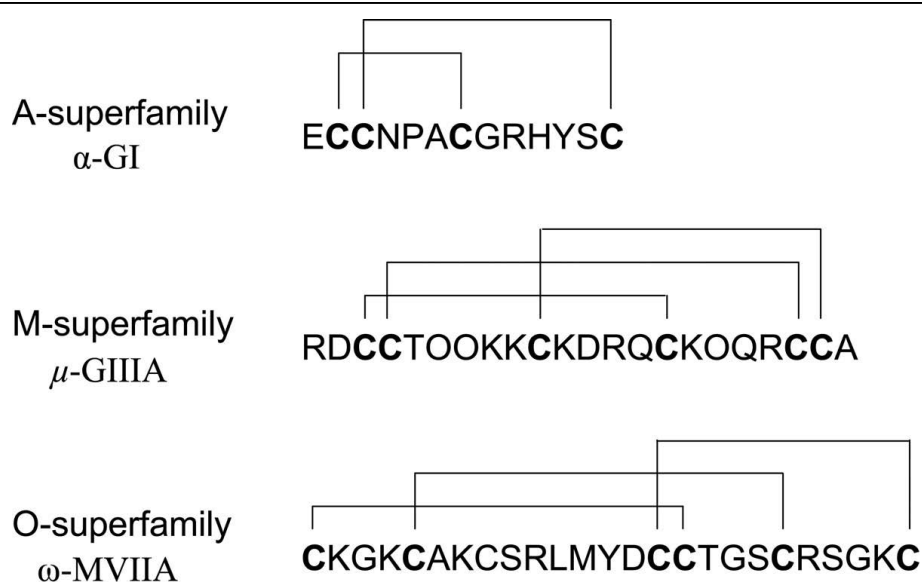 A-superfamily
α-GI
ECCNPACGRHYSC
M-superfamily
μ-GIIIA
RDCCTOOKKCKDRQCKOQRCCA
O-superfamily
ω-MVIIA
CKGKCAKCSRLMYDCCTGSCRSGKC